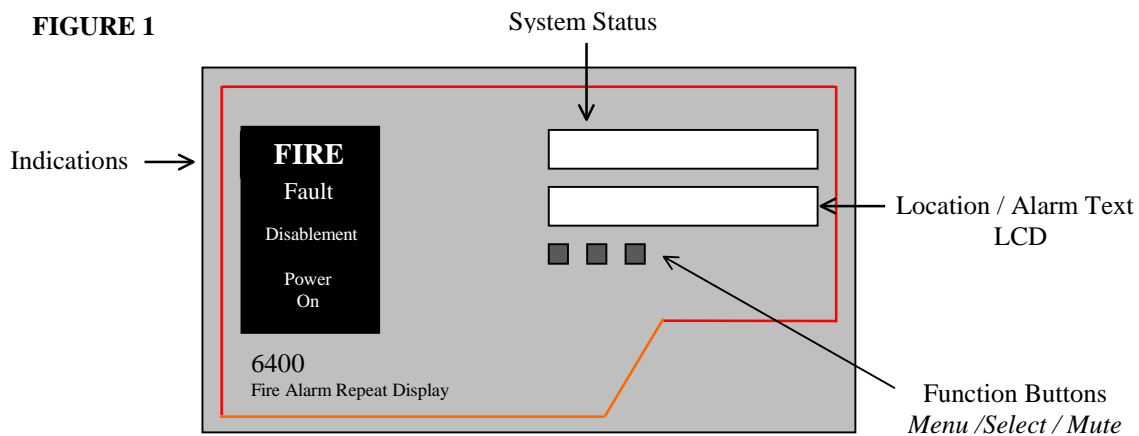 FIGURE 1
System Status
Indications
FIRE
Fault
Disablement
Power
On
Location / Alarm Text
LCD
6400
Fire Alarm Repeat Display
Function Buttons
Menu /Select / Mute